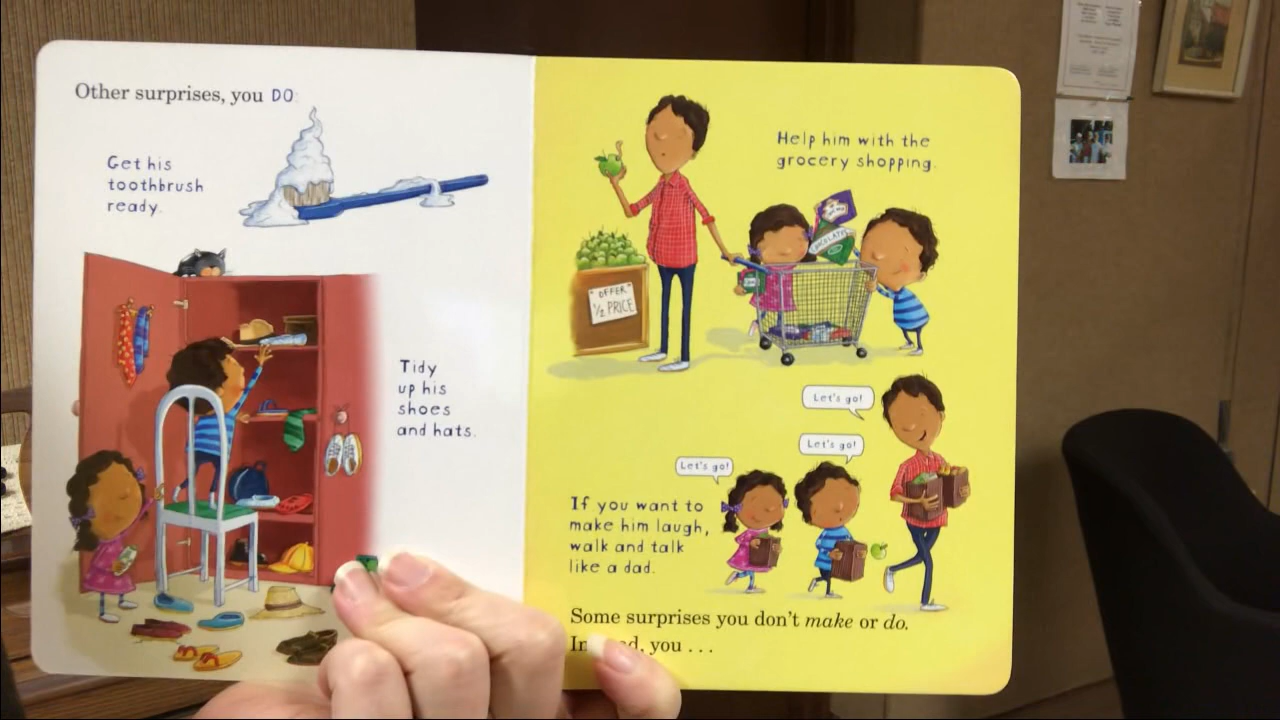 Other surprises, you DO:
Get his
toothbrush
ready.
Tidy
up his
shoes
and hats.
Help him with the
grocery shopping.
"OFFER"
½ PRICE
CHOCOLATES
Let's go!
Let's go!
Let's go!
If you want to
make him laugh,
walk and talk
like a dad.
Some surprises you don't make or do.
you . . .